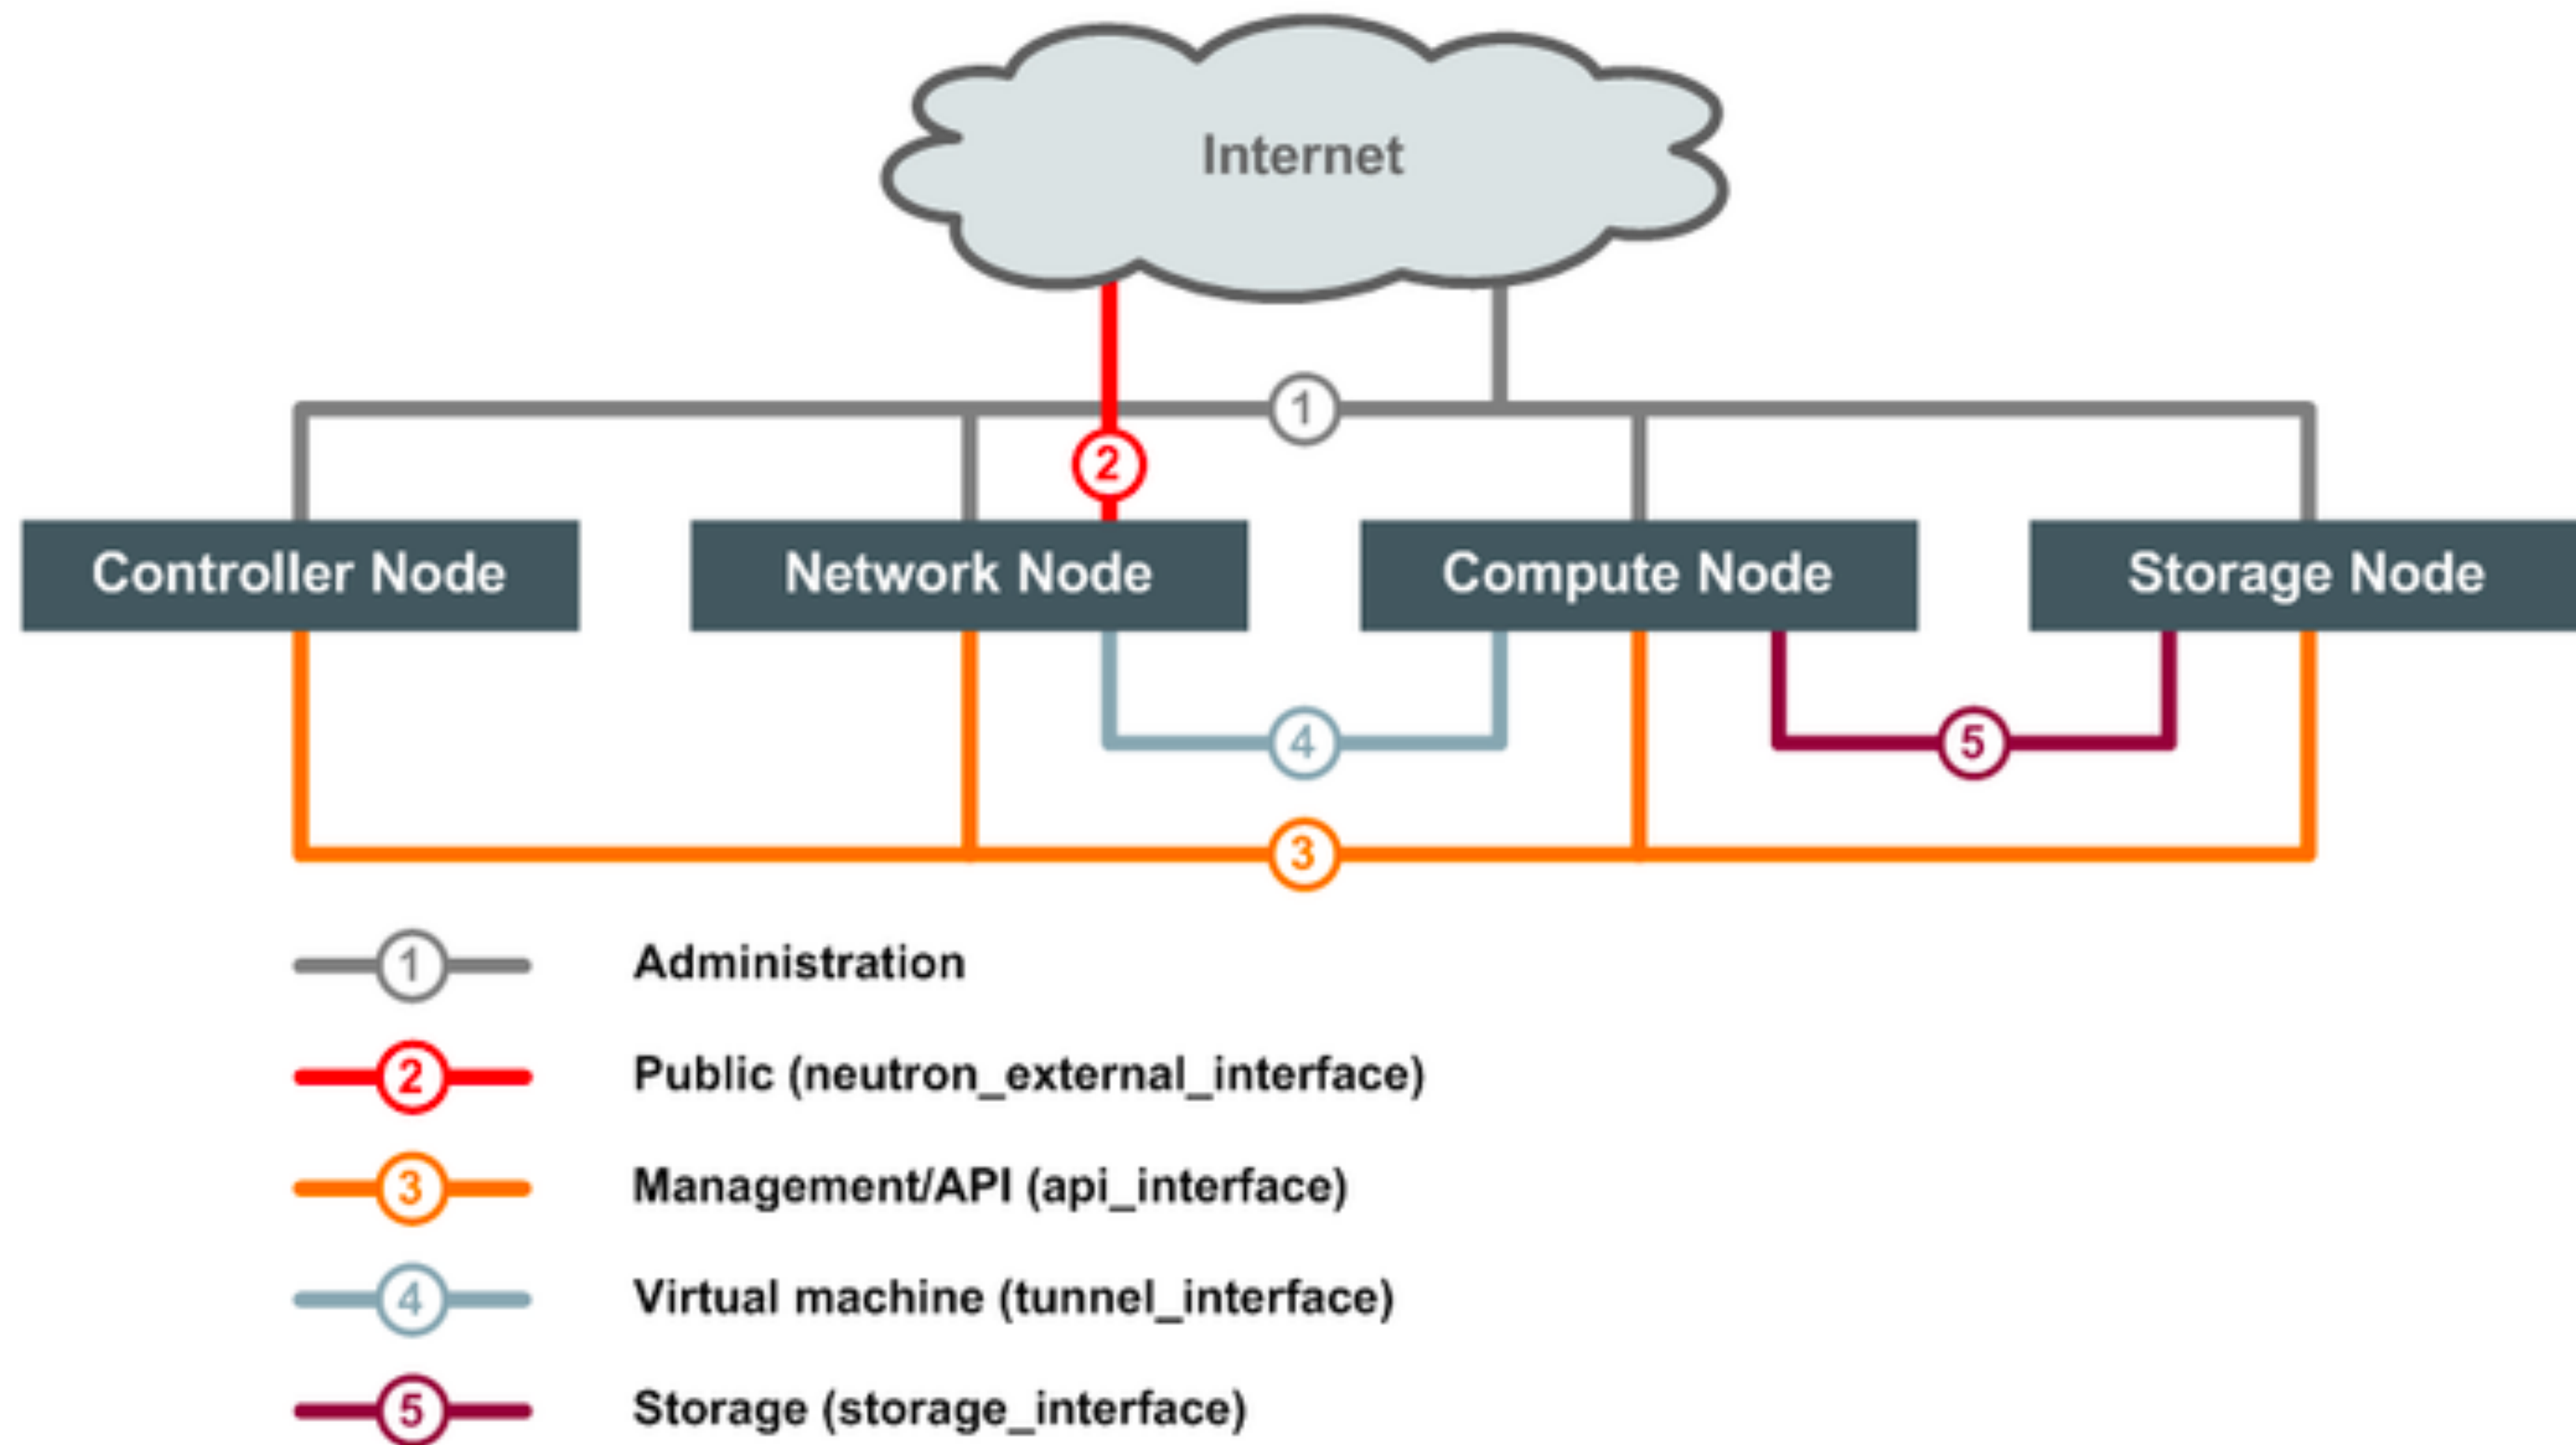 Internet
1
2
Controller Node
Network Node
Compute Node
Storage Node
4
5
3
1 Administration
2 Public (neutron_external_interface)
3 Management/API (api_interface)
4 Virtual machine (tunnel_interface)
5 Storage (storage_interface)